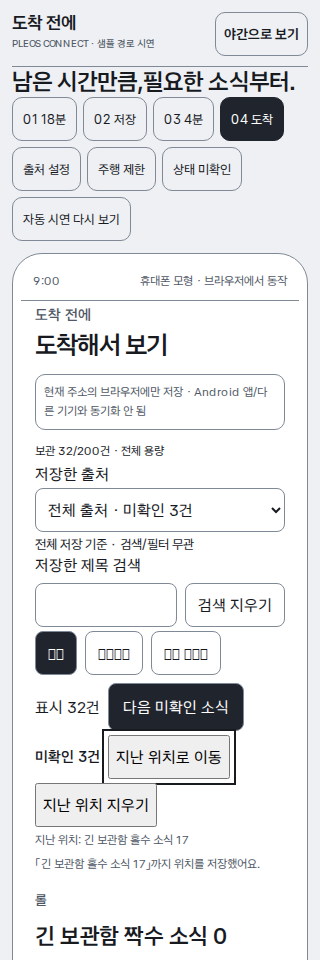 도착 전에
PLEOS CONNECT · 샘플 경로 시연
야간으로 보기
남은 시간만큼,필요한 소식부터.
01 18분
02 저장
03 4분
04 도착
출처 설정
주행 제한
상태 미확인
자동 시연 다시 보기
9:00
휴대폰 모형 · 브라우저에서 동작
도착 전에
도착해서 보기
현재 주소의 브라우저에만 저장 · Android 앱/다
른 기기와 동기화 안 됨
보관 32/200건 · 전체 용량
저장한 출처
전체 출처 · 미확인 3건
전체 저장 기준 · 검색/필터 무관
저장한 제목 검색
검색 지우기
표시 32건
다음 미확인 소식
미확인 3건
지난 위치로 이동
지난 위치 지우기
지난 위치: 긴 보관함 홀수 소식 17
「긴 보관함 홀수 소식 17」까지 위치를 저장했어요.
롤
긴 보관함 짝수 소식 0